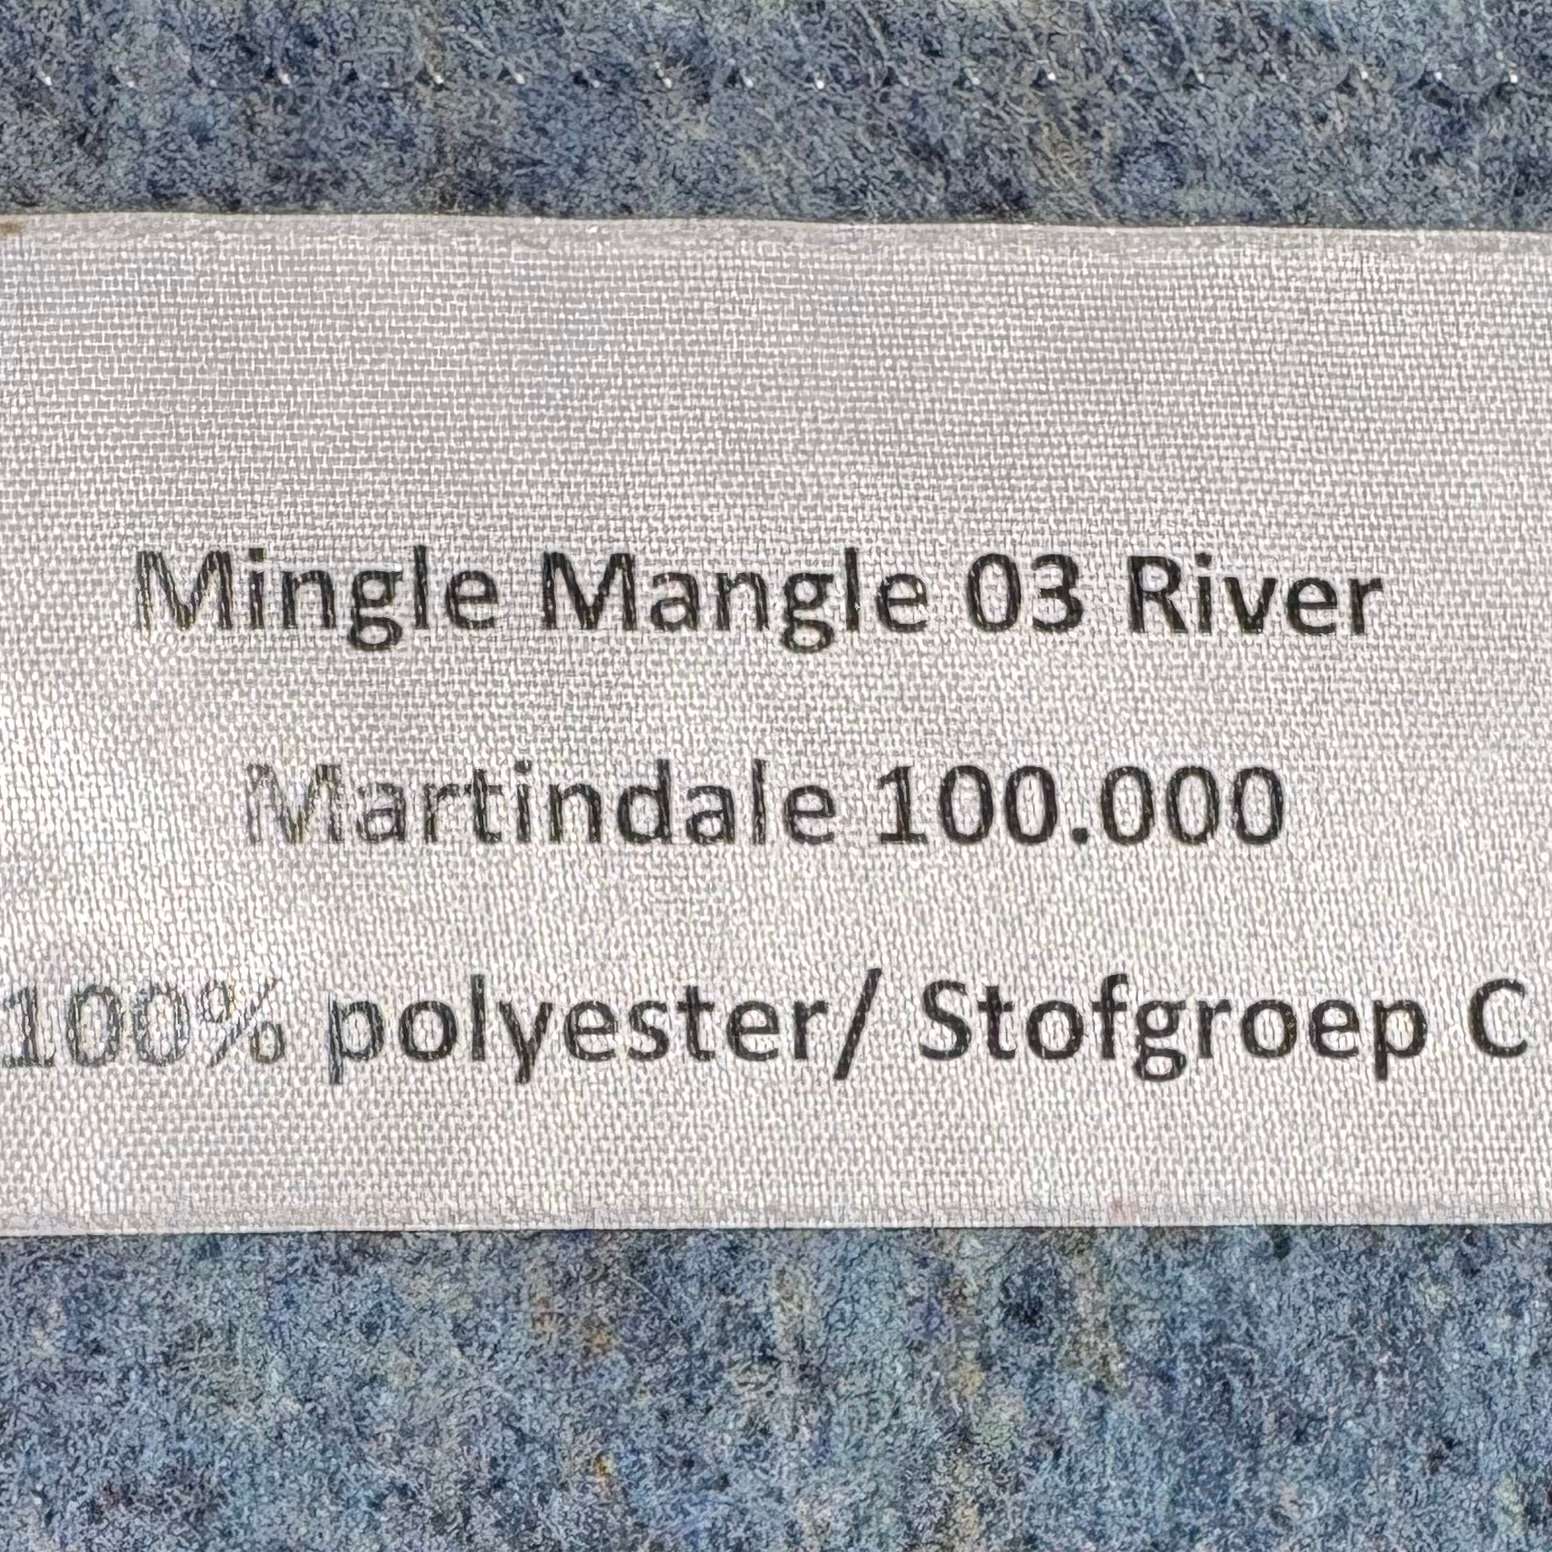 Mingle Mangle 03 River
Martindale 100.000
100% polyester/ Stofgroep C